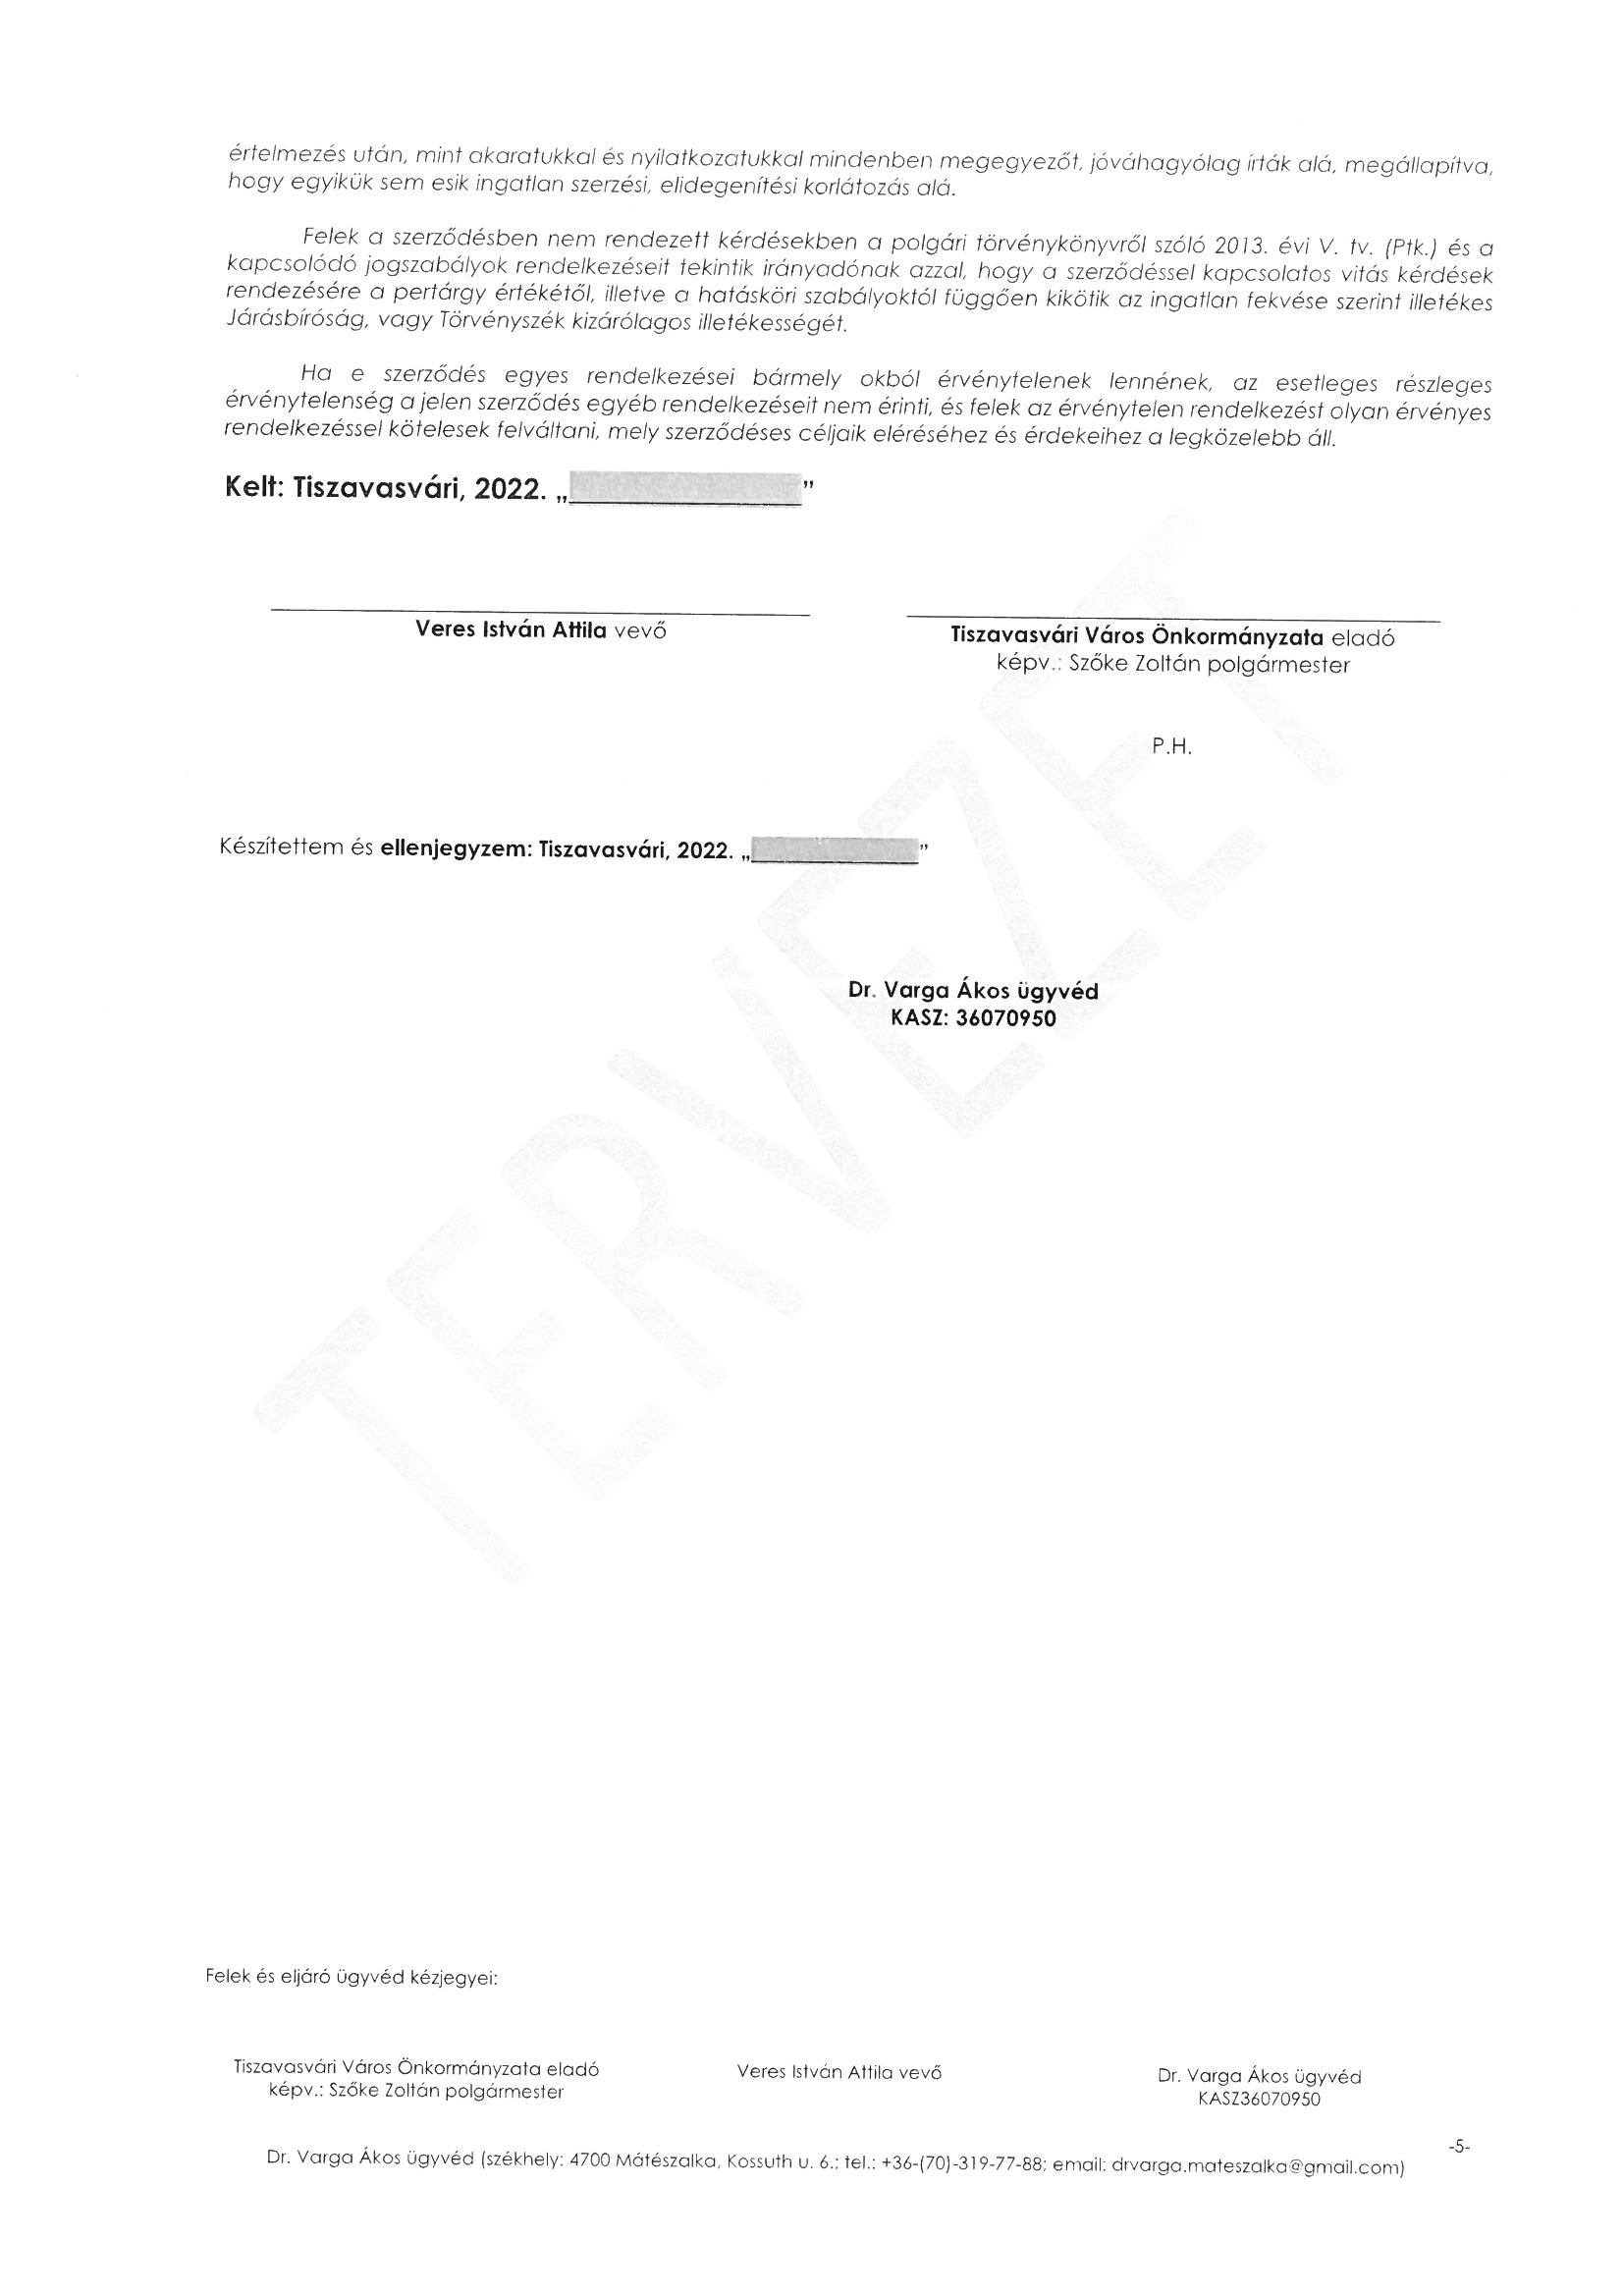 értelmezés után, mint akaratukkal és nyilatkozatukkal mindenben megegyezőt, jóváhagyólag írták alá, megállapítva,
hogy egyikük sem esik ingatlan szerzési, elidegenítési korlátozás alá.
Felek a szerződésben nem rendezett kérdésekben a polgári törvénykönyvről szóló 2013. évi V. tv. (Ptk.) és a
kapcsolódó jogszabályok rendelkezéseit tekintik irányadónak azzal, hogy a szerződéssel kapcsolatos vitás kérdések
rendezésére a pertárgy értékétől, illetve a hatásköri szabályoktól függően kikötik az ingatlan fekvése szerint illetékes
Járásbíróság, vagy Törvényszék kizárólagos illetékességét.
Ha e szerződés egyes rendelkezései bármely okból érvénytelenek lennének, az esetleges részleges
érvénytelenség a jelen szerződés egyéb rendelkezéseit nem érinti, és felek az érvénytelen rendelkezést olyan érvényes
rendelkezéssel kötelesek felváltani, mely szerződéses céljaik eléréséhez és érdekeihez a legközelebb áll.
Kelt: Tiszavasvári, 2022. „____________”
Veres István Attila vevő
Tiszavasvári Város Önkormányzata eladó
képv.: Szőke Zoltán polgármester
P.H.
Készítettem és ellenjegyzem: Tiszavasvári, 2022. „____________”
Dr. Varga Ákos ügyvéd
KASZ: 36070950
TERVEZET
Felek és eljáró ügyvéd kézjegyei:
Tiszavasvári Város Önkormányzata eladó
képv.: Szőke Zoltán polgármester
Veres István Attila vevő
Dr. Varga Ákos ügyvéd
KASZ36070950
-5-
Dr. Varga Ákos ügyvéd (székhely: 4700 Mátészalka, Kossuth u. 6.; tel.: +36-(70)-319-77-88; email: drvarga.mateszalka@gmail.com)